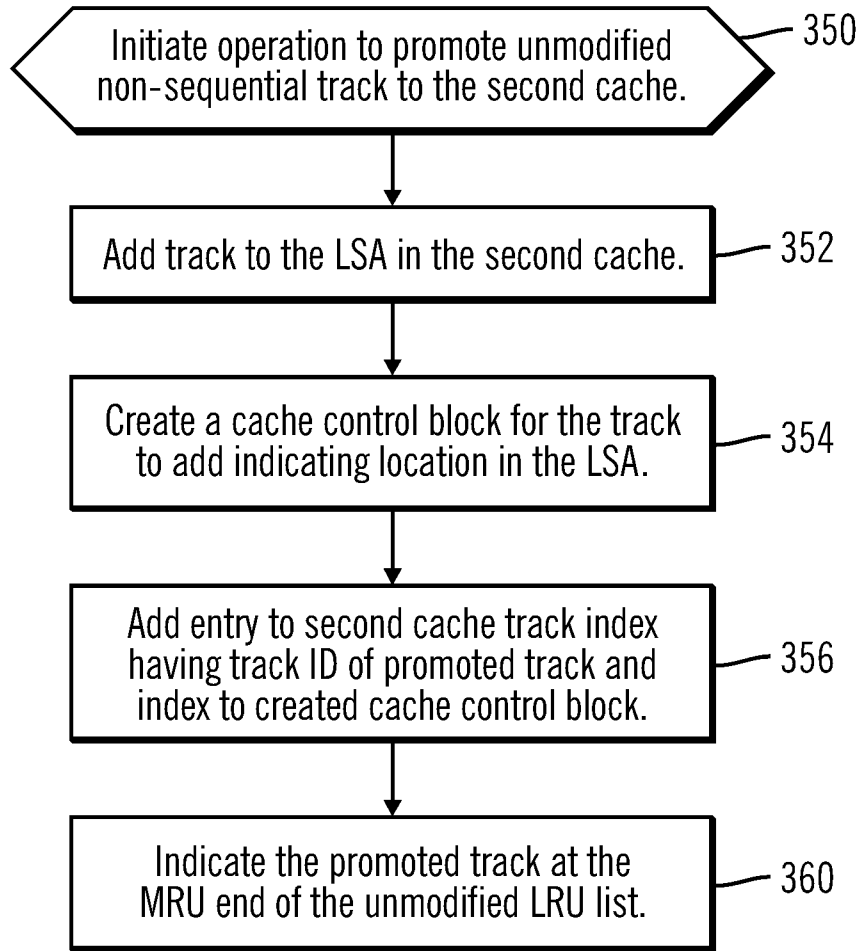 Initiate operation to promote unmodified
non-sequential track to the second cache.
350
Add track to the LSA in the second cache.
352
Create a cache control block for the track
to add indicating location in the LSA.
354
Add entry to second cache track index
having track ID of promoted track and
index to created cache control block.
356
Indicate the promoted track at the
MRU end of the unmodified LRU list.
360